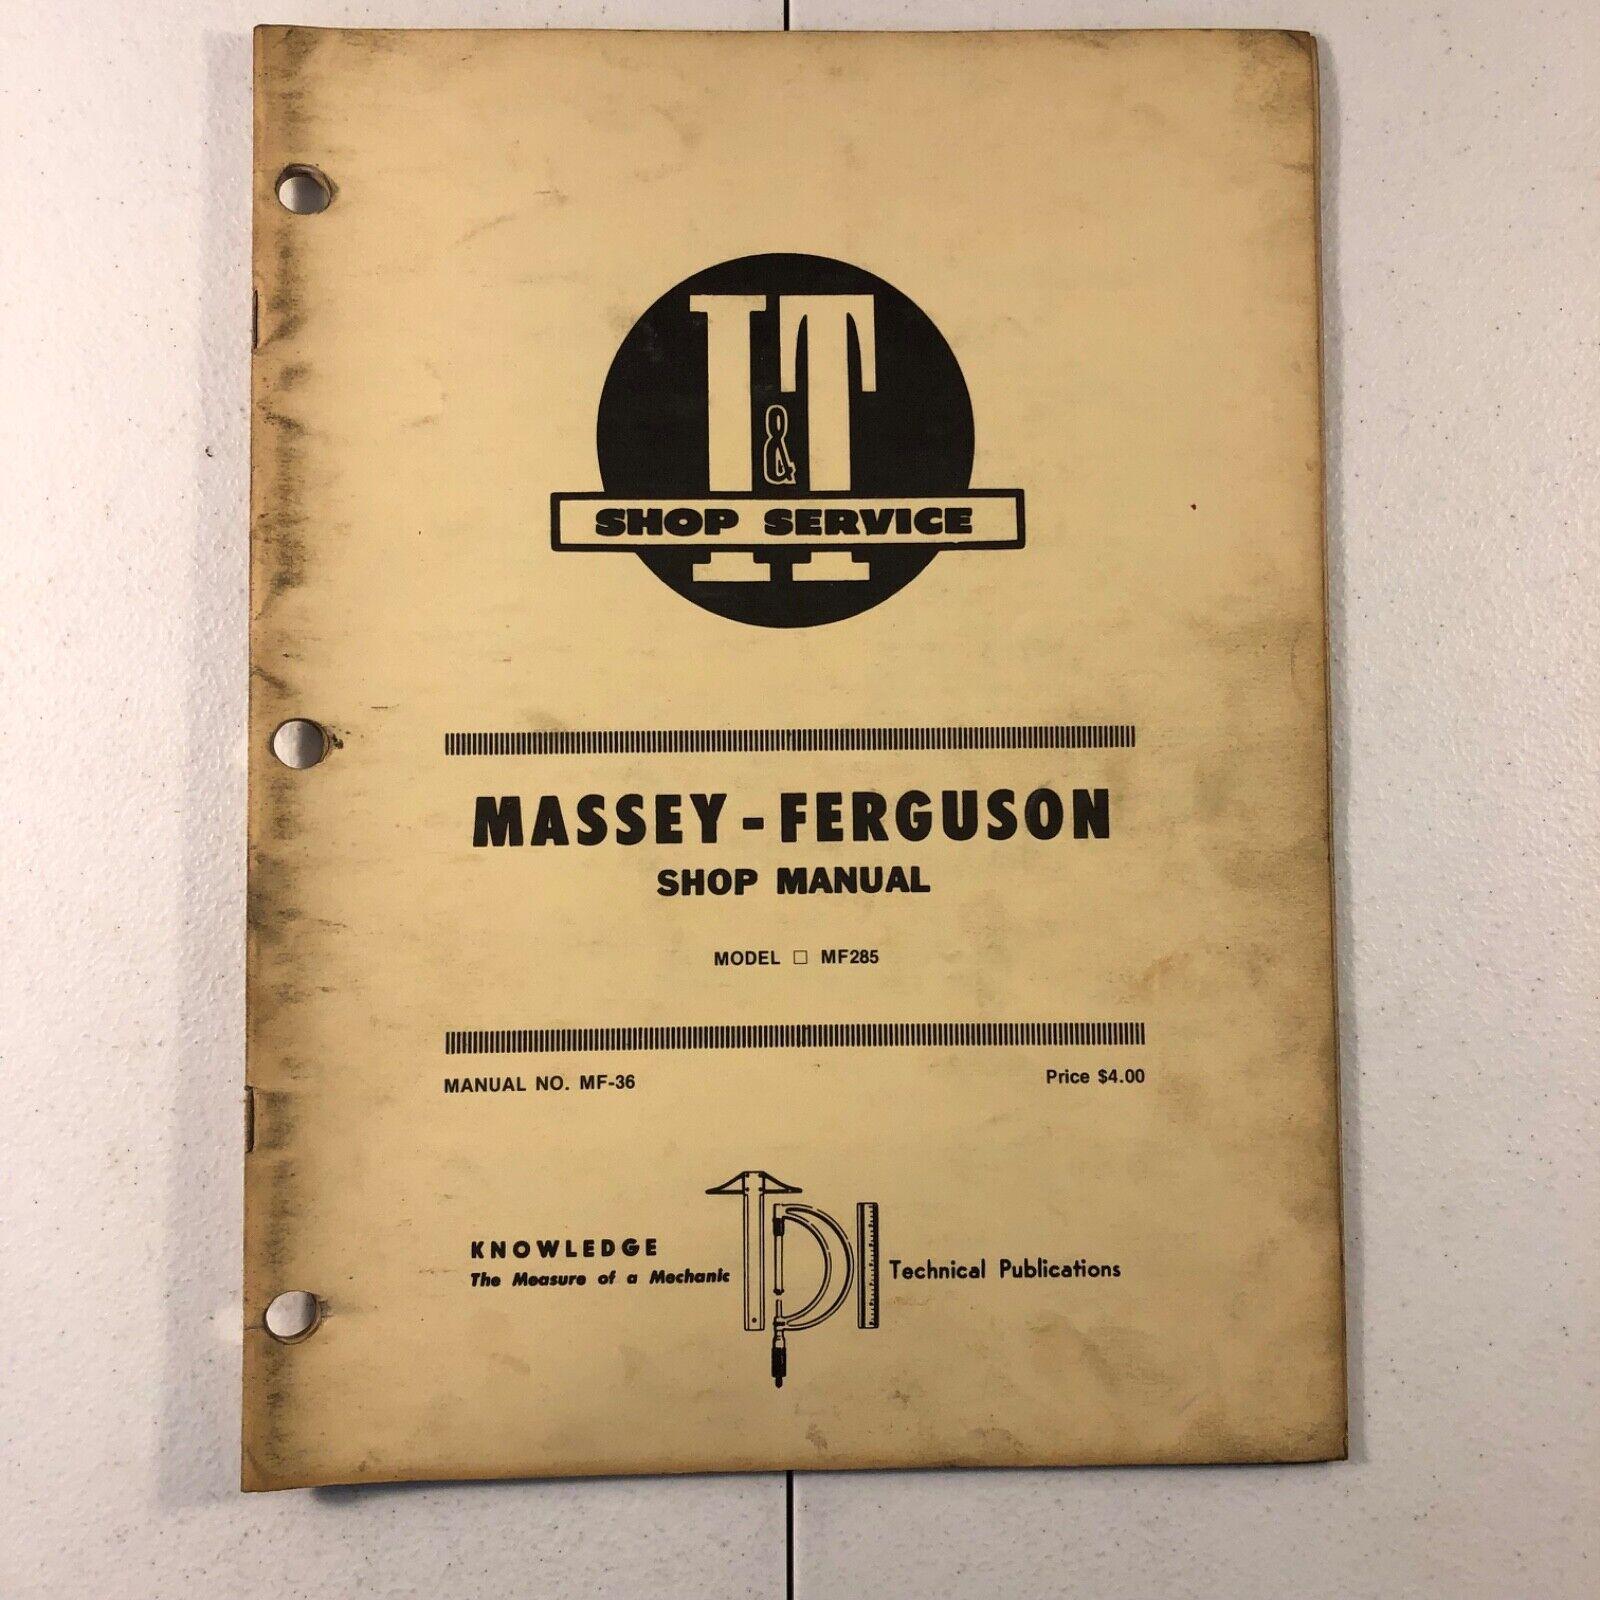 I&T
SHOP SERVICE
MASSEY-FERGUSON
SHOP MANUAL
MODEL □ MF285
MANUAL NO. MF-36 Price $4.00
KNOWLEDGE
The Measure of a Mechanic
TPI
Technical Publications